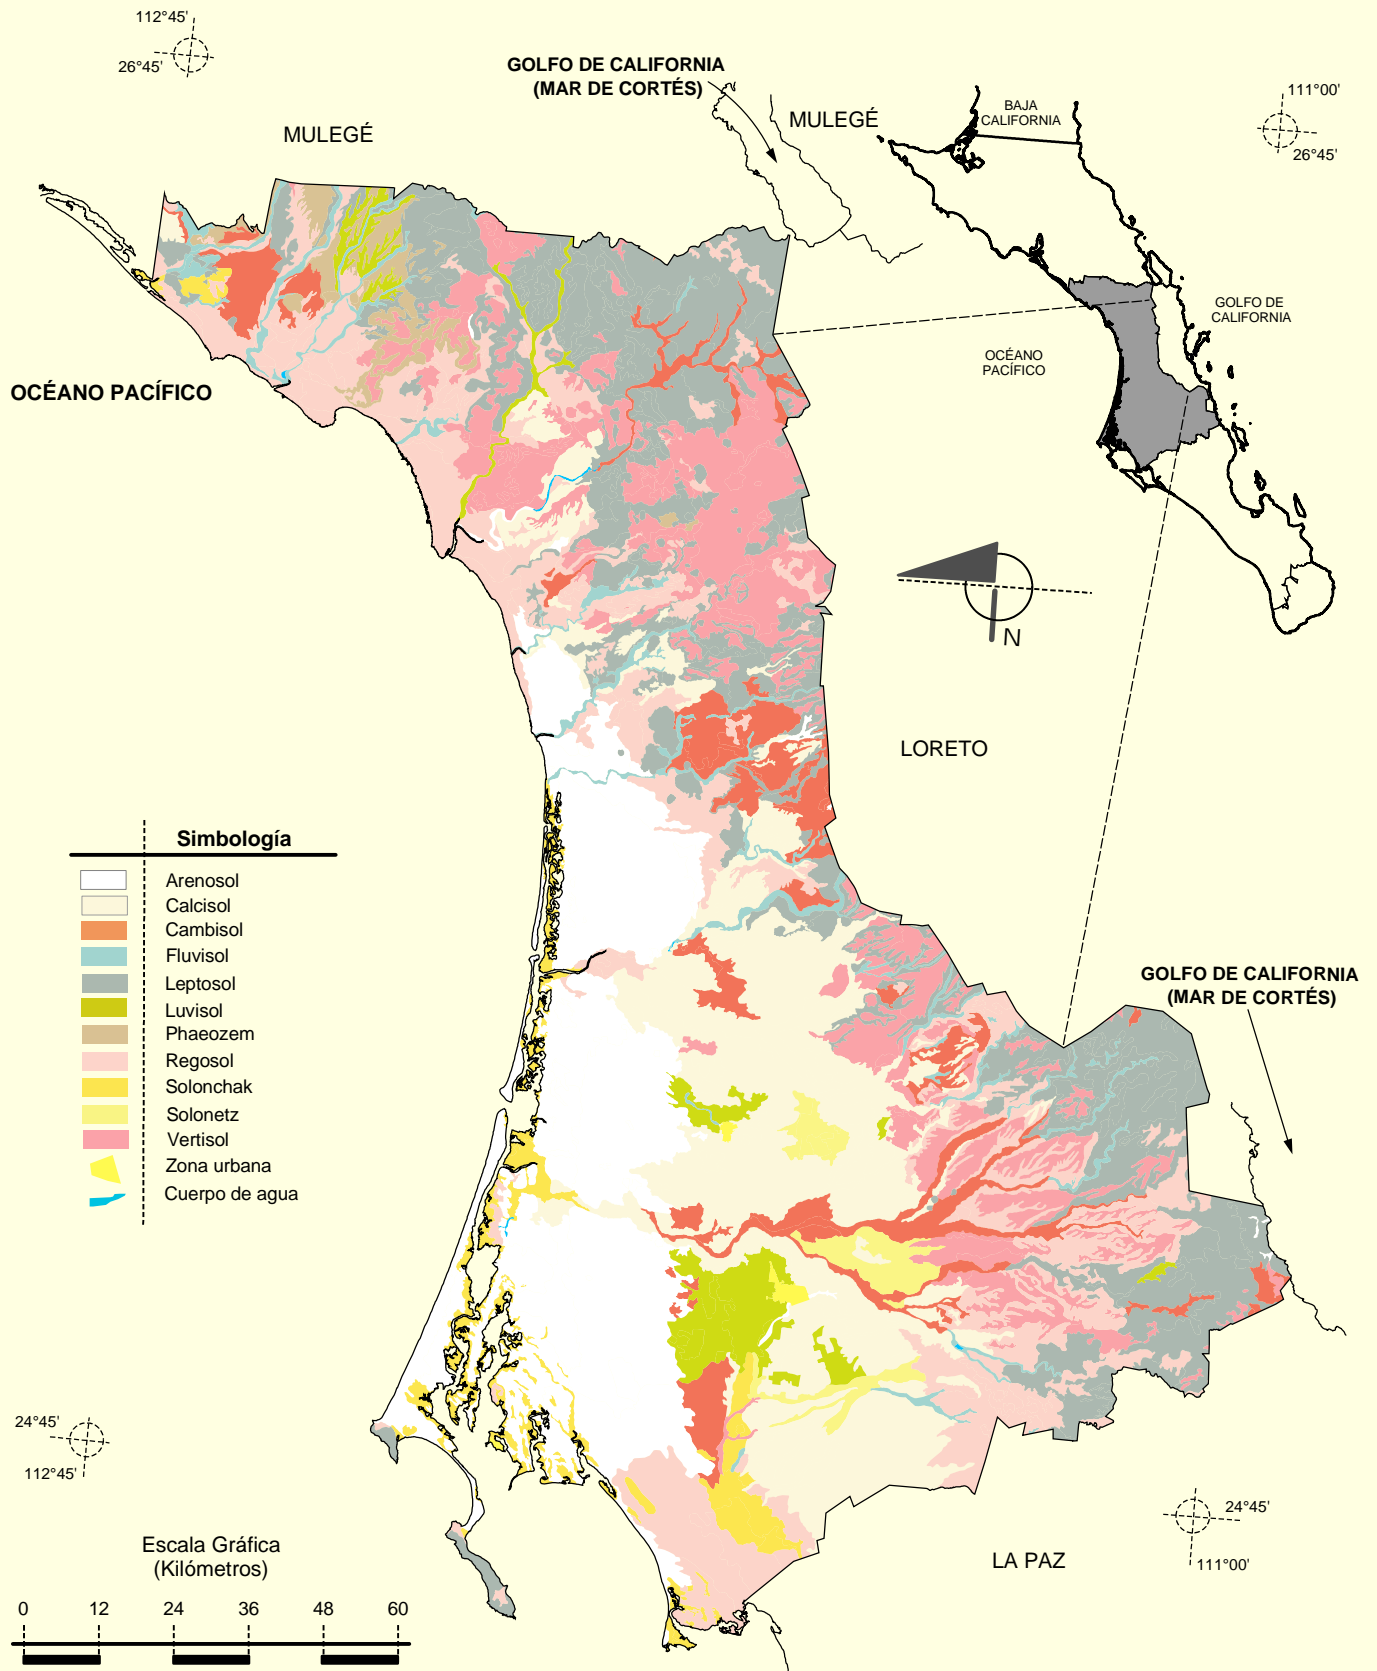 112°45'
26°45'
GOLFO DE CALIFORNIA
(MAR DE CORTÉS)
MULEGÉ
MULEGÉ
BAJA
CALIFORNIA
111°00'
26°45'
GOLFO DE
CALIFORNIA
OCÉANO
PACÍFICO
OCÉANO PACÍFICO
N
LORETO
Simbología
Arenosol
Calcisol
Cambisol
Fluvisol
Leptosol
Luvisol
Phaeozem
Regosol
Solonchak
Solonetz
Vertisol
Zona urbana
Cuerpo de agua
GOLFO DE CALIFORNIA
(MAR DE CORTÉS)
24°45'
112°45'
24°45'
111°00'
LA PAZ
Escala Gráfica
(Kilómetros)
0 12 24 36 48 60